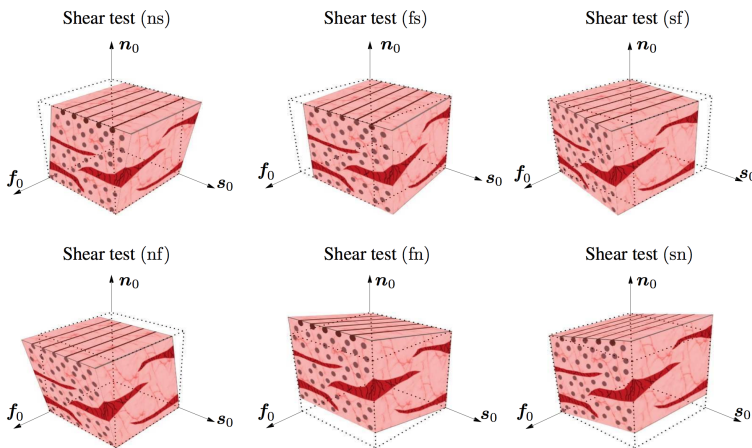 Shear test (ns)
Shear test (fs)
Shear test (sf)
n₀
n₀
n₀
f₀
s₀
f₀
s₀
f₀
s₀
Shear test (nf)
Shear test (fn)
Shear test (sn)
n₀
n₀
n₀
f₀
s₀
f₀
s₀
f₀
s₀